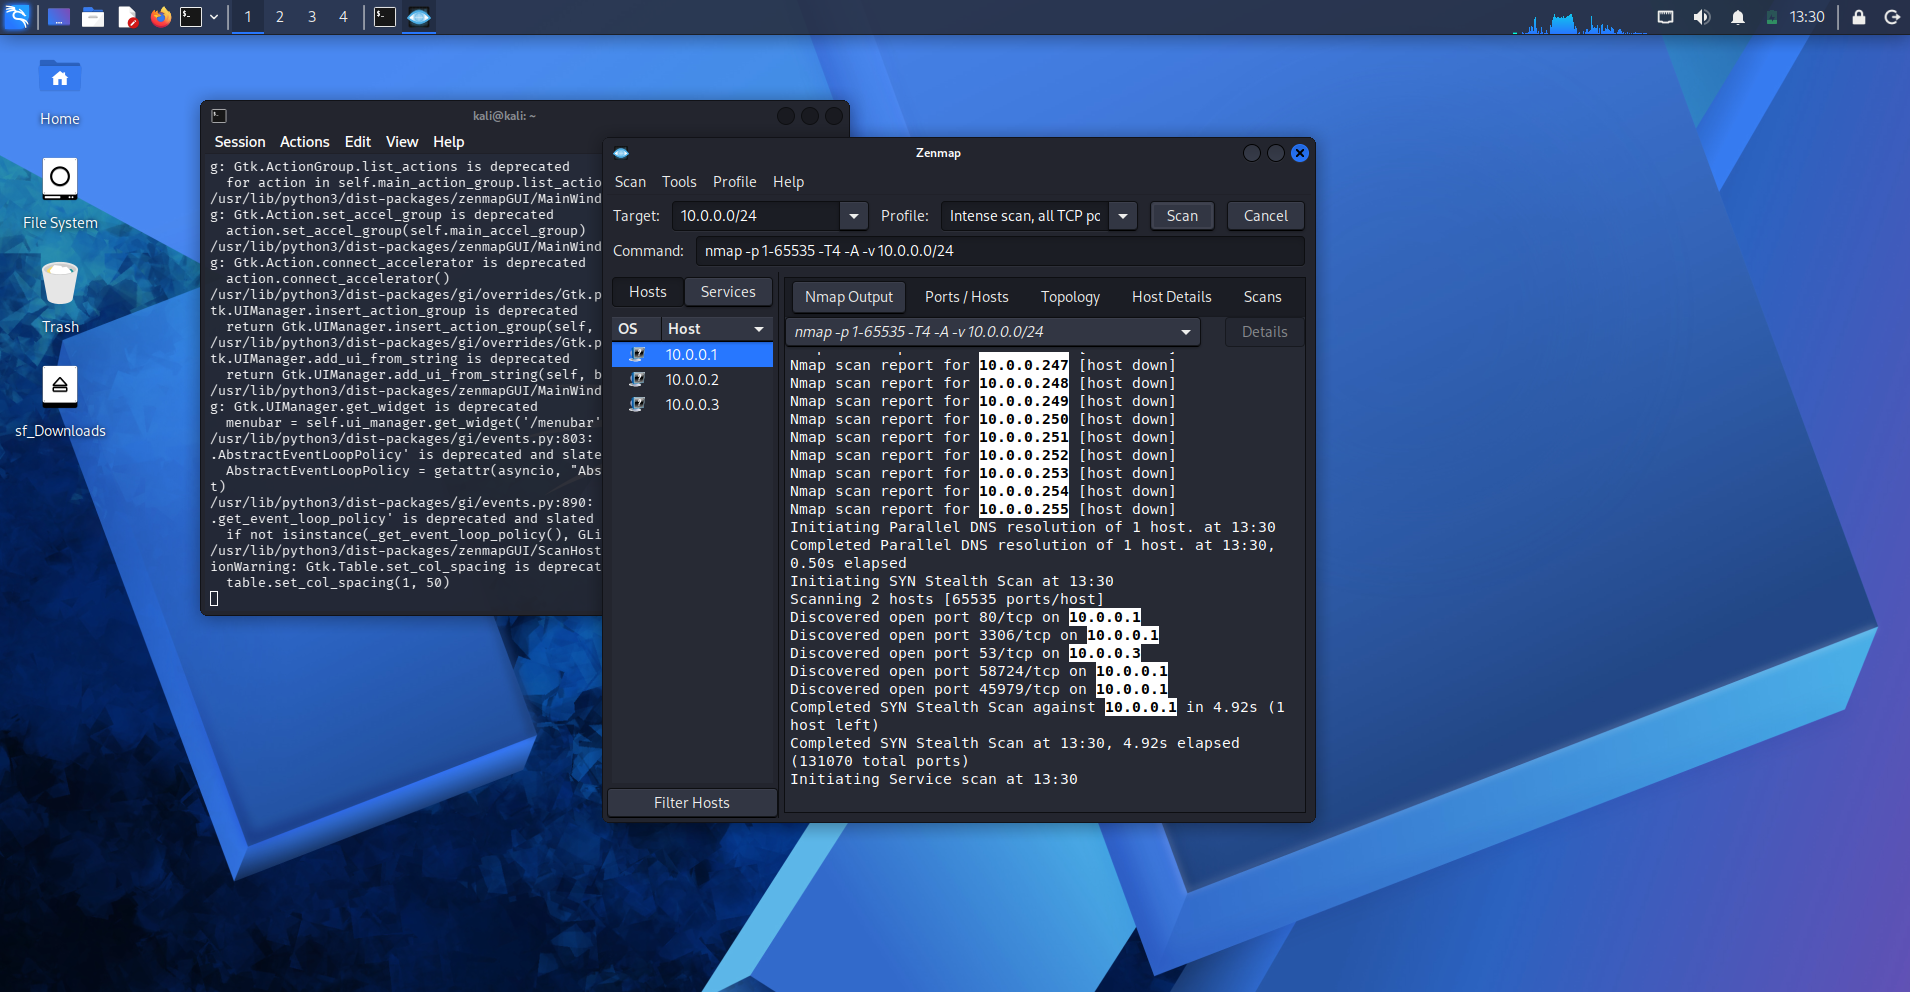 1 2 3 4
13:30
Home
File System
Trash
sf_Downloads
kali@kali: ~
Session Actions Edit View Help
g: Gtk.ActionGroup.list_actions is deprecated
for action in self.main_action_group.list_actio
/usr/lib/python3/dist-packages/zenmapGUI/MainWind
g: Gtk.Action.set_accel_group is deprecated
action.set_accel_group(self.main_accel_group)
/usr/lib/python3/dist-packages/zenmapGUI/MainWind
g: Gtk.Action.connect_accelerator is deprecated
action.connect_accelerator()
/usr/lib/python3/dist-packages/gi/overrides/Gtk.p
tk.UIManager.insert_action_group is deprecated
return Gtk.UIManager.insert_action_group(self,
/usr/lib/python3/dist-packages/gi/overrides/Gtk.p
tk.UIManager.add_ui_from_string is deprecated
return Gtk.UIManager.add_ui_from_string(self, b
/usr/lib/python3/dist-packages/zenmapGUI/MainWind
g: Gtk.UIManager.get_widget is deprecated
menubar = self.ui_manager.get_widget('/menubar'
/usr/lib/python3/dist-packages/gi/events.py:803:
.AbstractEventLoopPolicy' is deprecated and slate
AbstractEventLoopPolicy = getattr(asyncio, "Abs
t)
/usr/lib/python3/dist-packages/gi/events.py:890:
.get_event_loop_policy' is deprecated and slated
if not isinstance(_get_event_loop_policy(), GLi
/usr/lib/python3/dist-packages/zenmapGUI/ScanHost
ionWarning: Gtk.Table.set_col_spacing is deprecat
table.set_col_spacing(1, 50)
Zenmap
Scan Tools Profile Help
Target: 10.0.0.0/24 Profile: Intense scan, all TCP pc Scan Cancel
Command: nmap -p 1-65535 -T4 -A -v 10.0.0.0/24
Hosts Services
OS Host
10.0.0.1
10.0.0.2
10.0.0.3
Filter Hosts
Nmap Output Ports / Hosts Topology Host Details Scans
nmap -p 1-65535 -T4 -A -v 10.0.0.0/24 Details
Nmap scan report for 10.0.0.247 [host down]
Nmap scan report for 10.0.0.248 [host down]
Nmap scan report for 10.0.0.249 [host down]
Nmap scan report for 10.0.0.250 [host down]
Nmap scan report for 10.0.0.251 [host down]
Nmap scan report for 10.0.0.252 [host down]
Nmap scan report for 10.0.0.253 [host down]
Nmap scan report for 10.0.0.254 [host down]
Nmap scan report for 10.0.0.255 [host down]
Initiating Parallel DNS resolution of 1 host. at 13:30
Completed Parallel DNS resolution of 1 host. at 13:30,
0.50s elapsed
Initiating SYN Stealth Scan at 13:30
Scanning 2 hosts [65535 ports/host]
Discovered open port 80/tcp on 10.0.0.1
Discovered open port 3306/tcp on 10.0.0.1
Discovered open port 53/tcp on 10.0.0.3
Discovered open port 58724/tcp on 10.0.0.1
Discovered open port 45979/tcp on 10.0.0.1
Completed SYN Stealth Scan against 10.0.0.1 in 4.92s (1
host left)
Completed SYN Stealth Scan at 13:30, 4.92s elapsed
(131070 total ports)
Initiating Service scan at 13:30